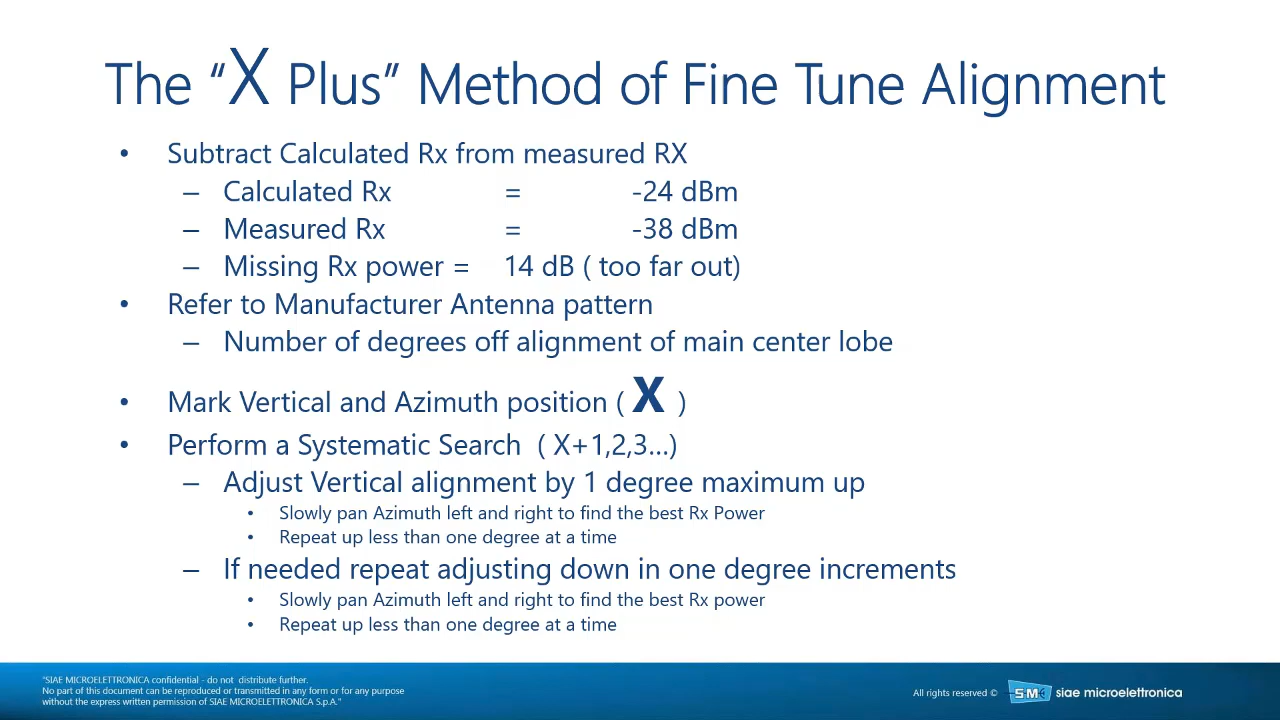 The “X Plus” Method of Fine Tune Alignment
• Subtract Calculated Rx from measured RX
– Calculated Rx = -24 dBm
– Measured Rx = -38 dBm
– Missing Rx power = 14 dB ( too far out)
• Refer to Manufacturer Antenna pattern
– Number of degrees off alignment of main center lobe
• Mark Vertical and Azimuth position ( X )
• Perform a Systematic Search ( X+1,2,3…)
– Adjust Vertical alignment by 1 degree maximum up
• Slowly pan Azimuth left and right to find the best Rx Power
• Repeat up less than one degree at a time
– If needed repeat adjusting down in one degree increments
• Slowly pan Azimuth left and right to find the best Rx power
• Repeat up less than one degree at a time
"SIAE MICROELETTRONICA confidential - do not distribute further.
No part of this document can be reproduced or transmitted in any form or for any purpose
without the express written permission of SIAE MICROELETTRONICA S.p.A."
All rights reserved © SM siae microelettronica